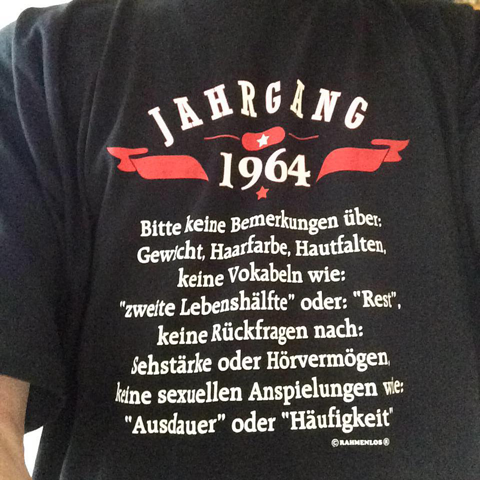 JAHRGANG
1964
Bitte keine Bemerkungen über:
Gewicht, Haarfarbe, Hautfalten,
keine Vokabeln wie:
"zweite Lebenshälfte" oder: "Rest",
keine Rückfragen nach:
Sehstärke oder Hörvermögen,
keine sexuellen Anspielungen wie:
"Ausdauer" oder "Häufigkeit"
© RAHMENLOS ®